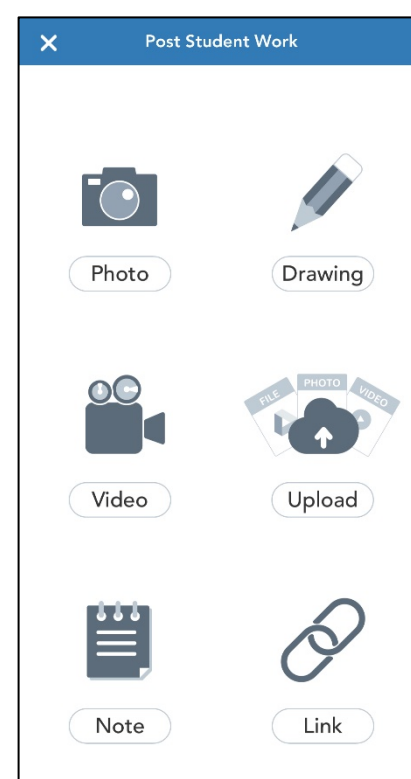 Post Student Work
Photo
Drawing
FILE
PHOTO
VIDEO
Video
Upload
Note
Link